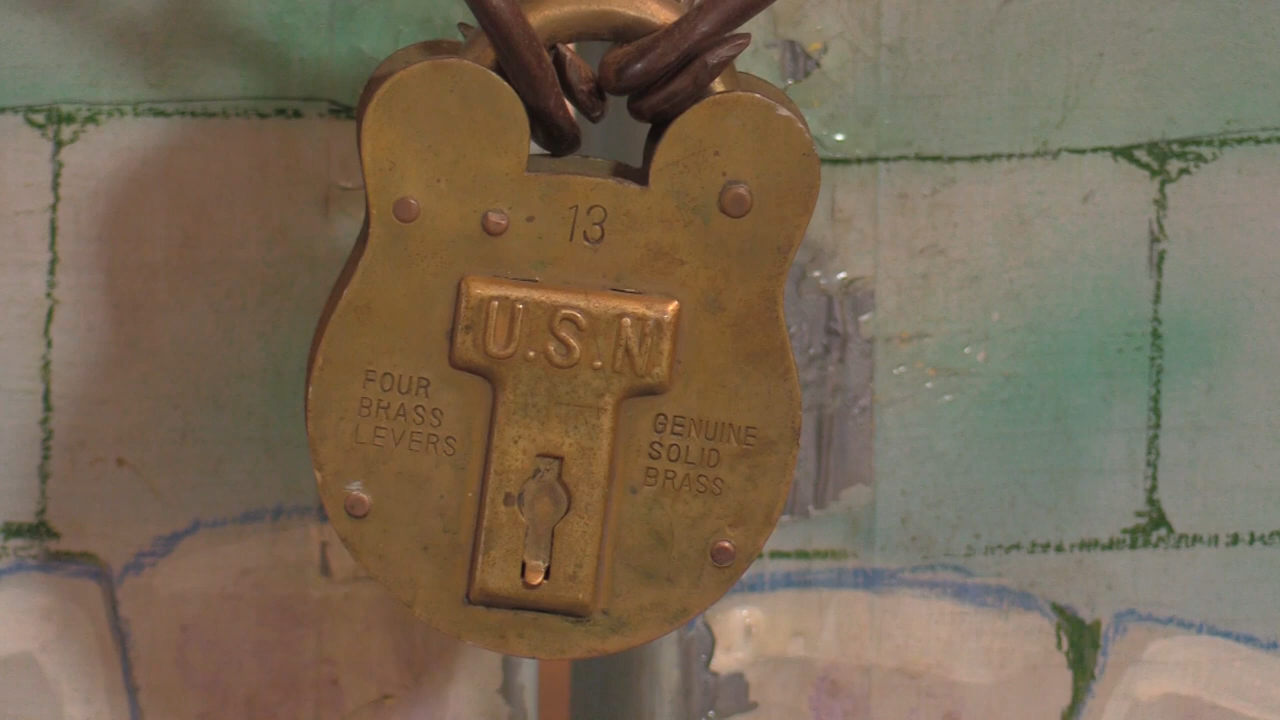 13
U.S.N.
FOUR
BRASS
LEVERS
GENUINE
SOLID
BRASS